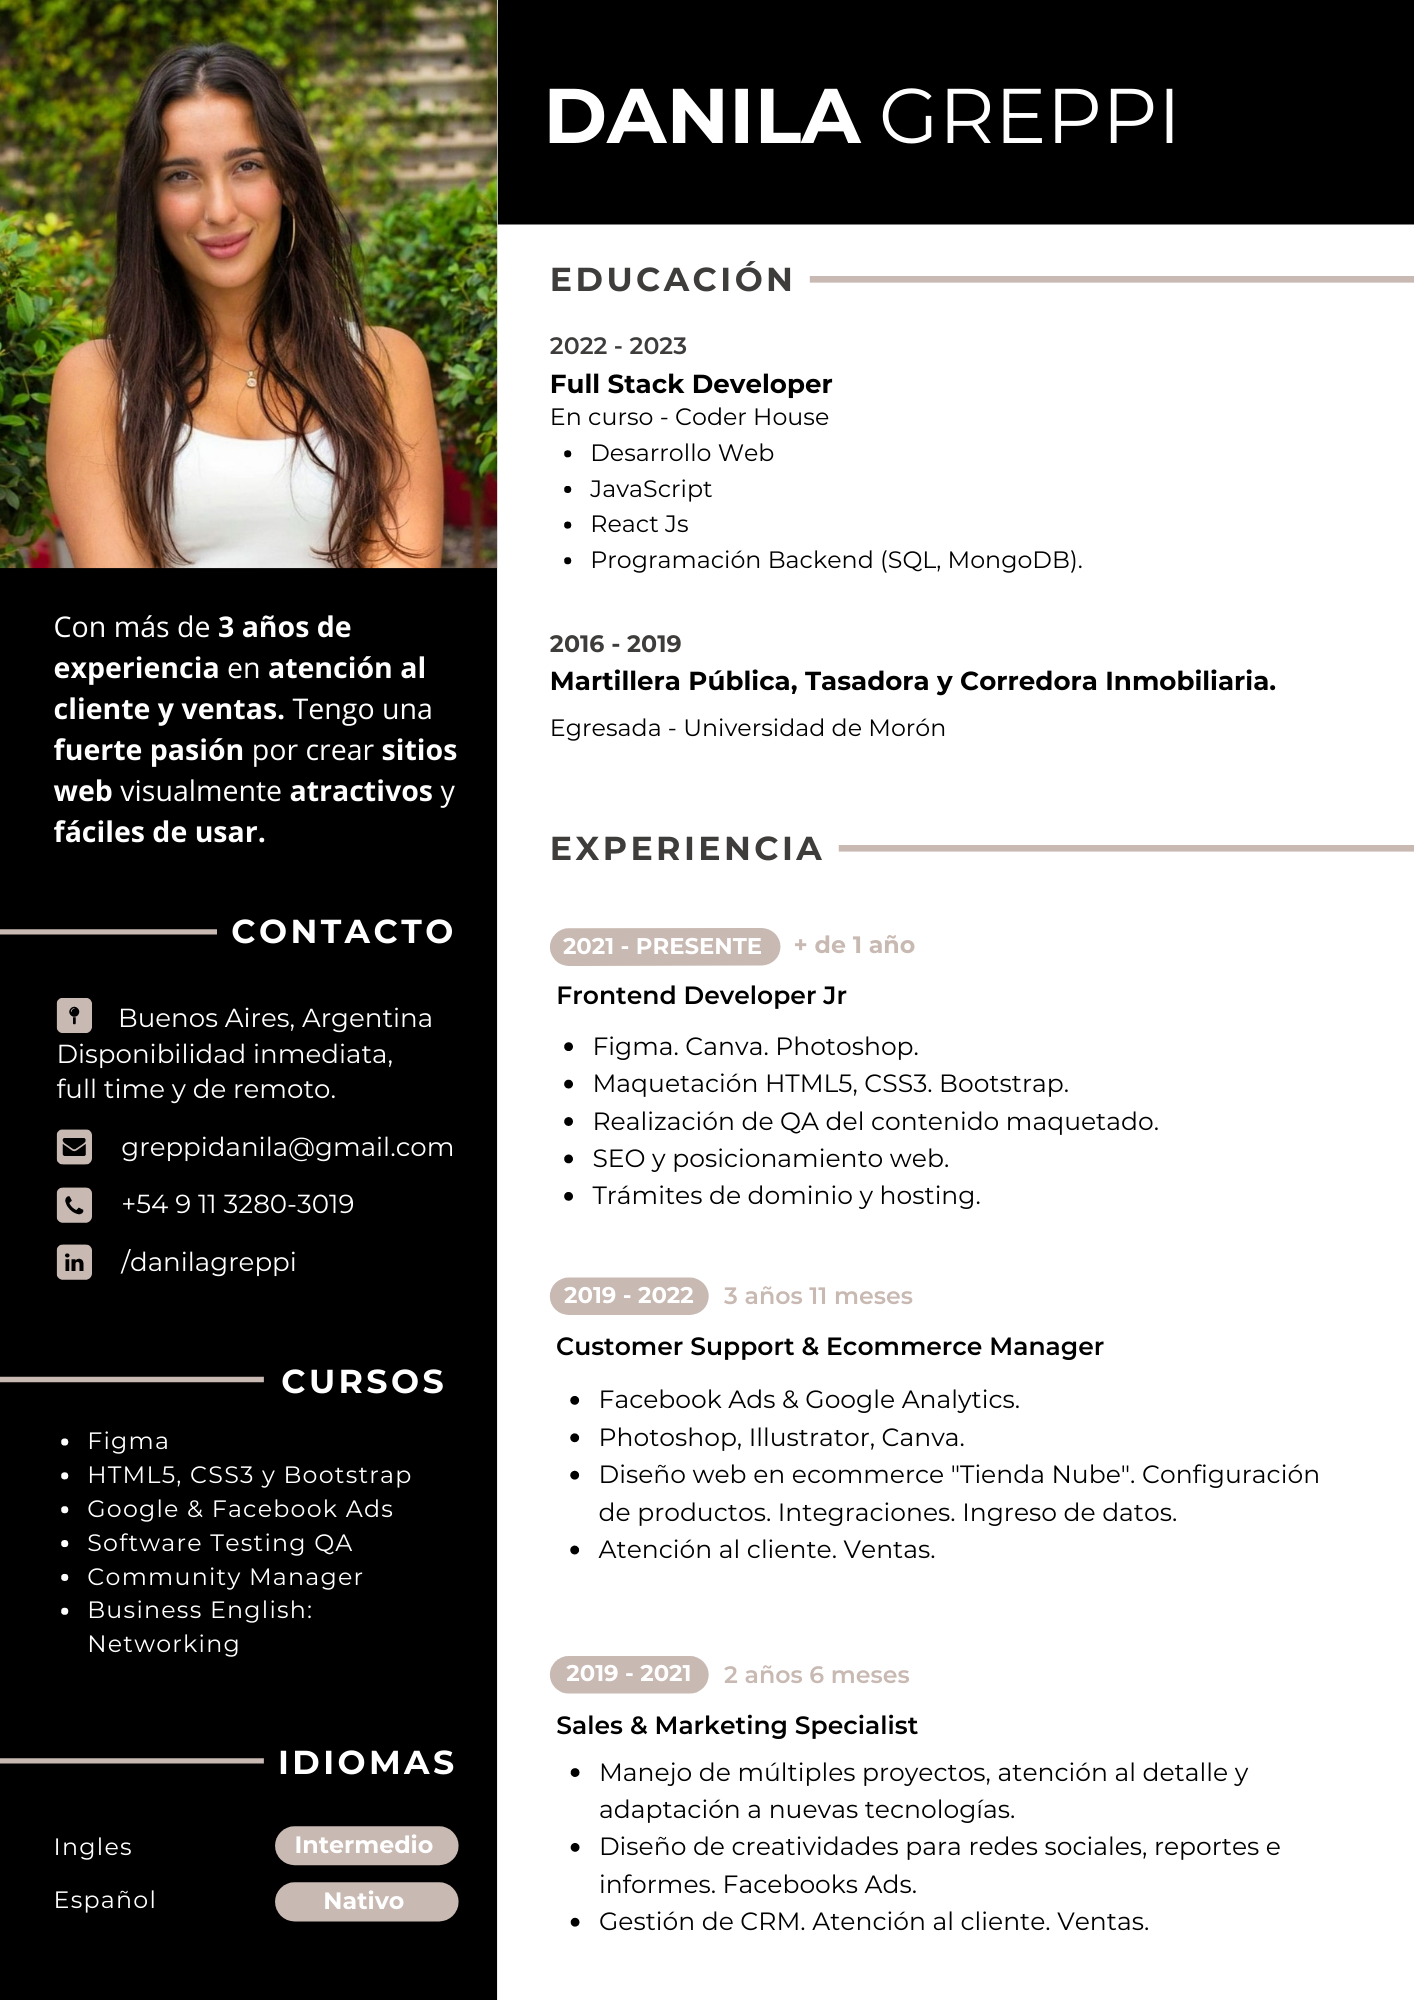 DANILA GREPPI
Con más de 3 años de
experiencia en atención al
cliente y ventas. Tengo una
fuerte pasión por crear sitios
web visualmente atractivos y
fáciles de usar.
CONTACTO
Buenos Aires, Argentina
Disponibilidad inmediata,
full time y de remoto.
greppidanila@gmail.com
+54 9 11 3280-3019
in /danilagreppi
CURSOS
• Figma
• HTML5, CSS3 y Bootstrap
• Google & Facebook Ads
• Software Testing QA
• Community Manager
• Business English:
Networking
IDIOMAS
Ingles Intermedio
Español Nativo
EDUCACIÓN
2022 - 2023
Full Stack Developer
En curso - Coder House
• Desarrollo Web
• JavaScript
• React Js
• Programación Backend (SQL, MongoDB).
2016 - 2019
Martillera Pública, Tasadora y Corredora Inmobiliaria.
Egresada - Universidad de Morón
EXPERIENCIA
2021 - PRESENTE + de 1 año
Frontend Developer Jr
• Figma. Canva. Photoshop.
• Maquetación HTML5, CSS3. Bootstrap.
• Realización de QA del contenido maquetado.
• SEO y posicionamiento web.
• Trámites de dominio y hosting.
2019 - 2022 3 años 11 meses
Customer Support & Ecommerce Manager
• Facebook Ads & Google Analytics.
• Photoshop, Illustrator, Canva.
• Diseño web en ecommerce "Tienda Nube". Configuración
de productos. Integraciones. Ingreso de datos.
• Atención al cliente. Ventas.
2019 - 2021 2 años 6 meses
Sales & Marketing Specialist
• Manejo de múltiples proyectos, atención al detalle y
adaptación a nuevas tecnologías.
• Diseño de creatividades para redes sociales, reportes e
informes. Facebooks Ads.
• Gestión de CRM. Atención al cliente. Ventas.